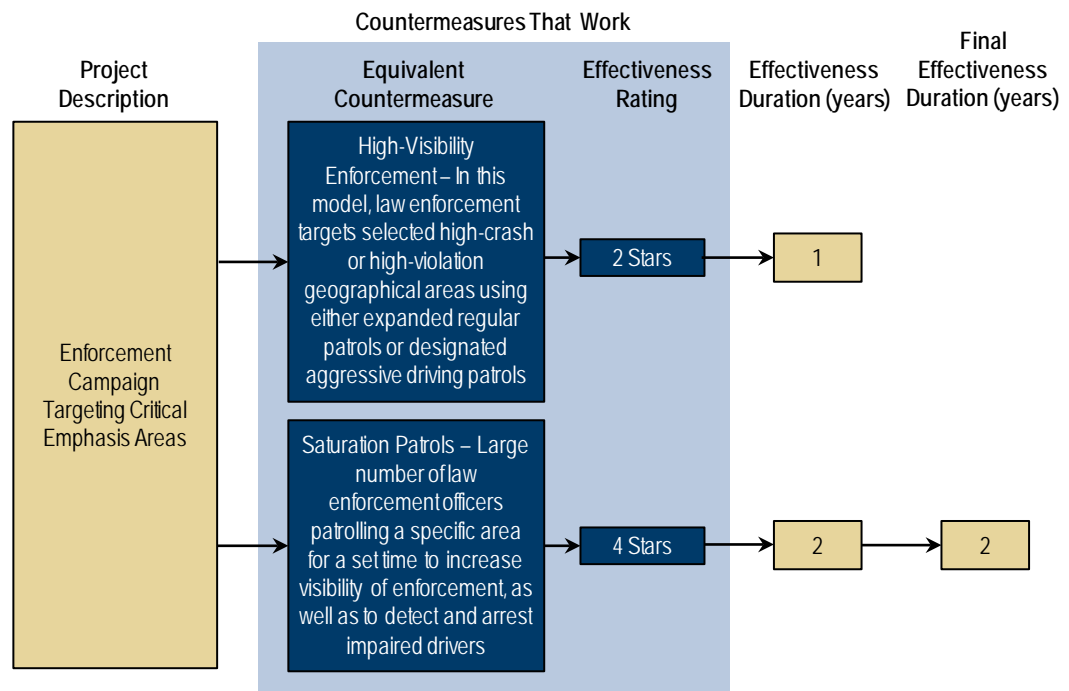 Countermeasures That Work
Project
Description
Equivalent
Countermeasure
Effectiveness
Rating
Effectiveness
Duration (years)
Final
Effectiveness
Duration (years)
Enforcement
Campaign
Targeting Critical
Emphasis Areas
High-Visibility
Enforcement – In this
model, law enforcement
targets selected high-crash
or high-violation
geographical areas using
either expanded regular
patrols or designated
aggressive driving patrols
2 Stars
1
Saturation Patrols – Large
number of law
enforcement officers
patrolling a specific area
for a set time to increase
visibility of enforcement, as
well as to detect and arrest
impaired drivers
4 Stars
2
2